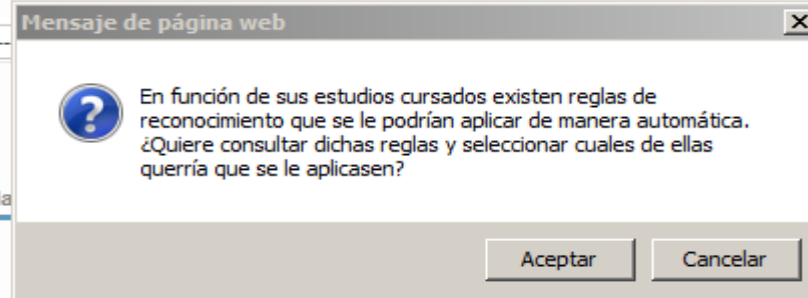 Mensaje de página web
En función de sus estudios cursados existen reglas de
reconocimiento que se le podrían aplicar de manera automática.
¿Quiere consultar dichas reglas y seleccionar cuales de ellas
querría que se le aplicasen?
Aceptar Cancelar